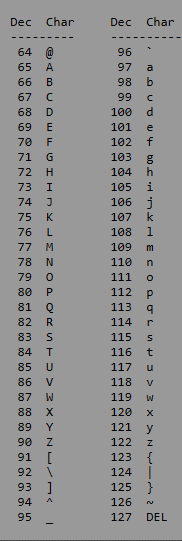 Dec  Char    Dec  Char
---------    ---------
64  @    96  `
65  A    97  a
66  B    98  b
67  C    99  c
68  D    100  d
69  E    101  e
70  F    102  f
71  G    103  g
72  H    104  h
73  I    105  i
74  J    106  j
75  K    107  k
76  L    108  l
77  M    109  m
78  N    110  n
79  O    111  o
80  P    112  p
81  Q    113  q
82  R    114  r
83  S    115  s
84  T    116  t
85  U    117  u
86  V    118  v
87  W    119  w
88  X    120  x
89  Y    121  y
90  Z    122  z
91  [    123  {
92  \    124  |
93  ]    125  }
94  ^    126  ~
95  _    127  DEL